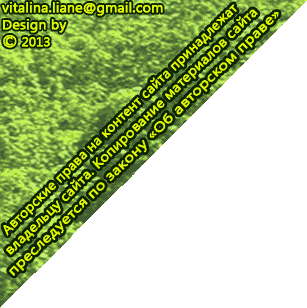 vitalina.liane@gmail.com
Design by
© 2013
Авторские права на контент сайта принадлежат
владельцу сайта. Копирование материалов сайта
преследуется по закону «Об авторском праве»